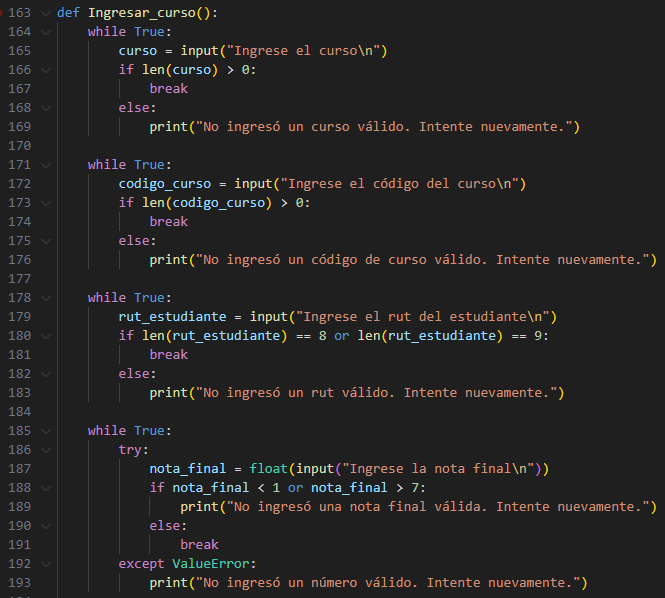 163 def Ingresar_curso():
164     while True:
165         curso = input("Ingrese el curso\n")
166         if len(curso) > 0:
167             break
168         else:
169             print("No ingresó un curso válido. Intente nuevamente.")
170
171     while True:
172         codigo_curso = input("Ingrese el código del curso\n")
173         if len(codigo_curso) > 0:
174             break
175         else:
176             print("No ingresó un código de curso válido. Intente nuevamente.")
177
178     while True:
179         rut_estudiante = input("Ingrese el rut del estudiante\n")
180         if len(rut_estudiante) == 8 or len(rut_estudiante) == 9:
181             break
182         else:
183             print("No ingresó un rut válido. Intente nuevamente.")
184
185     while True:
186         try:
187             nota_final = float(input("Ingrese la nota final\n"))
188             if nota_final < 1 or nota_final > 7:
189                 print("No ingresó una nota final válida. Intente nuevamente.")
190             else:
191                 break
192         except ValueError:
193             print("No ingresó un número válido. Intente nuevamente.")